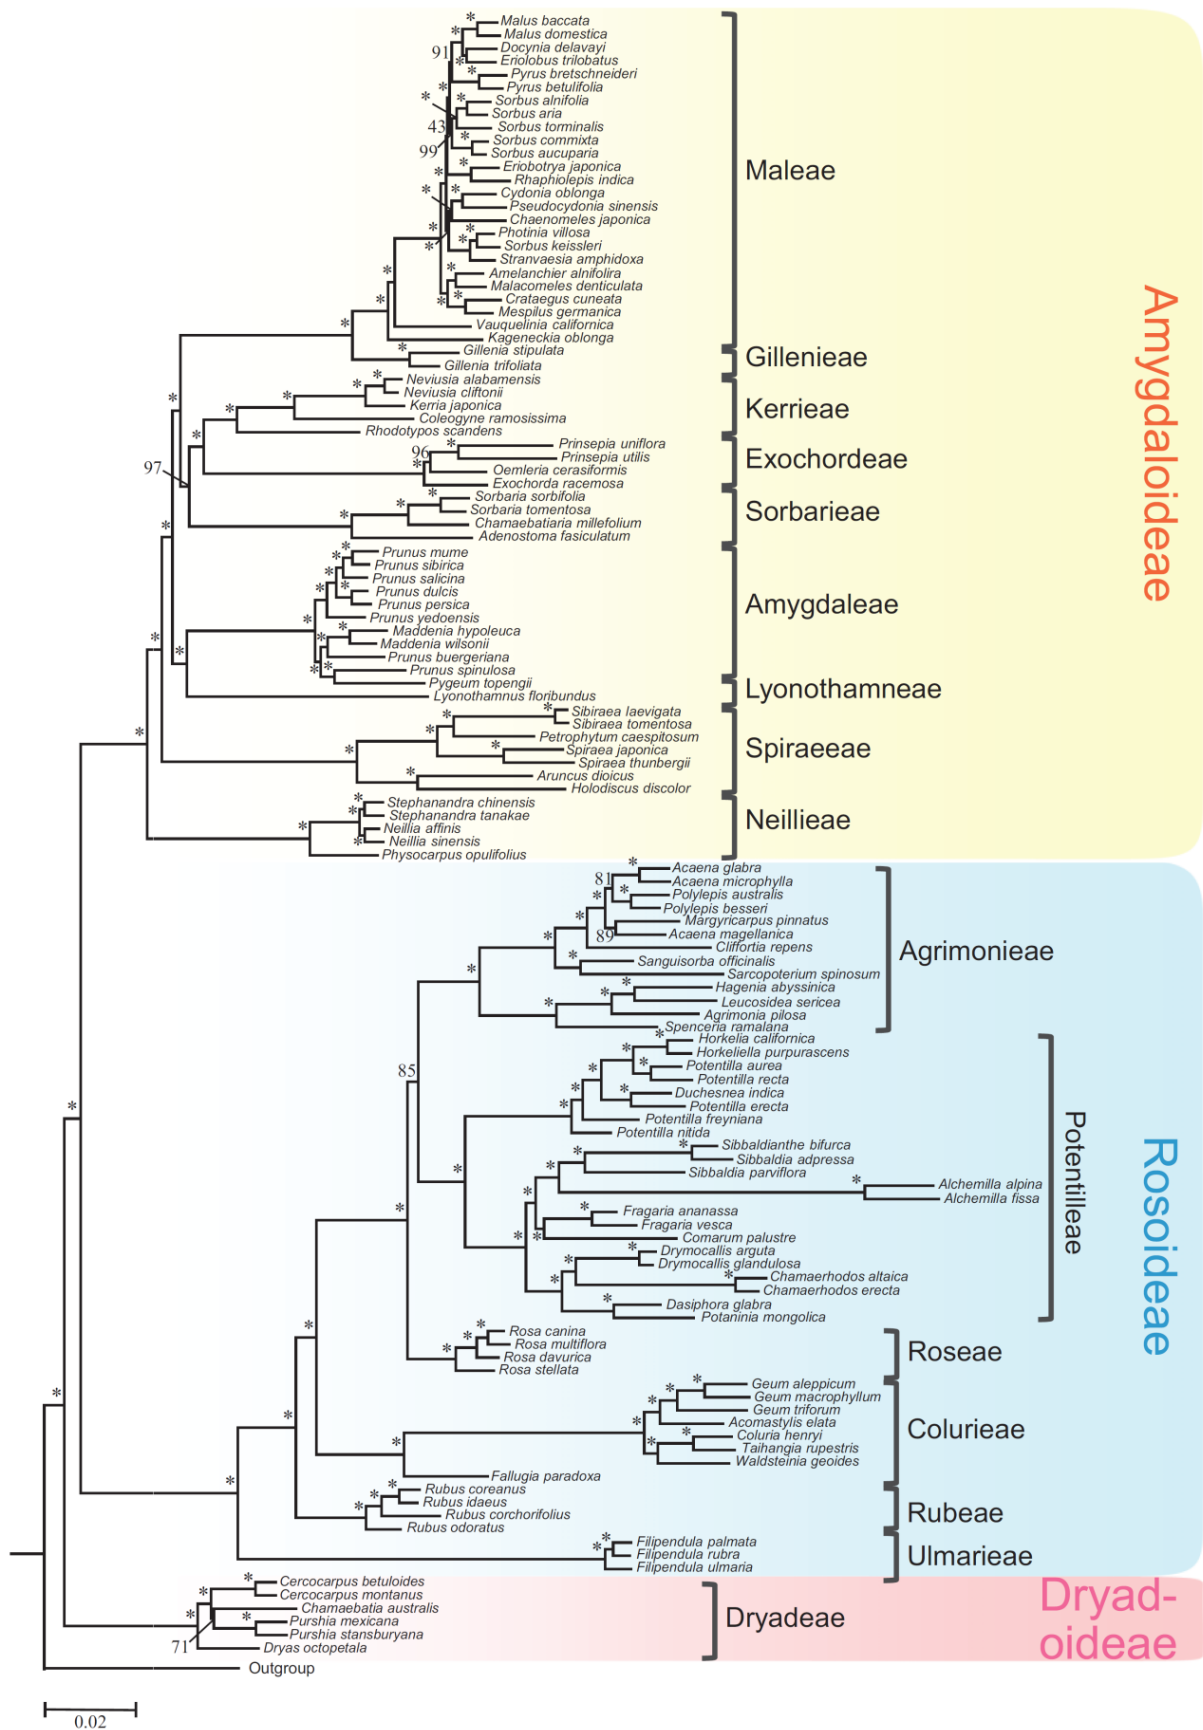 Malus baccata
Malus domestica
Docynia delavayi
Eriolobus trilobatus
Pyrus bretschneideri
Pyrus betulifolia
Sorbus alnifolia
Sorbus aria
Sorbus torminalis
Sorbus commixta
Sorbus aucuparia
Eriobotrya japonica
Rhaphiolepis indica
Cydonia oblonga
Pseudocydonia sinensis
Chaenomeles japonica
Photinia villosa
Sorbus keissleri
Stranvaesia amphidoxa
Amelanchier alnifolira
Malacomeles denticulata
Crataegus cuneata
Mespilus germanica
Vauquelinia californica
Kageneckia oblonga
Gillenia stipulata
Gillenia trifoliata
Neviusia alabamensis
Neviusia cliftonii
Kerria japonica
Coleogyne ramosissima
Rhodotypos scandens
Prinsepia uniflora
Prinsepia utilis
Oemleria cerasiformis
Exochorda racemosa
Sorbaria sorbifolia
Sorbaria tomentosa
Chamaebatiaria millefolium
Adenostoma fasiculatum
Prunus mume
Prunus sibirica
Prunus salicina
Prunus dulcis
Prunus persica
Prunus yedoensis
Maddenia hypoleuca
Maddenia wilsonii
Prunus buergeriana
Prunus spinulosa
Pygeum topengii
Lyonothamnus floribundus
Sibiraea laevigata
Sibiraea tomentosa
Petrophytum caespitosum
Spiraea japonica
Spiraea thunbergii
Aruncus dioicus
Holodiscus discolor
Stephanandra chinensis
Stephanandra tanakae
Neillia affinis
Neillia sinensis
Physocarpus opulifolius
91
43
99
97
96
Maleae
Gillenieae
Kerrieae
Exochordeae
Sorbarieae
Amygdaleae
Lyonothamneae
Spiraeeae
Neillieae
Amygdaloideae
Acaena glabra
Acaena microphylla
Polylepis australis
Polylepis besseri
Margyricarpus pinnatus
Acaena magellanica
Cliffortia repens
Sanguisorba officinalis
Sarcopoterium spinosum
Hagenia abyssinica
Leucosidea sericea
Agrimonia pilosa
Spenceria ramalana
Horkelia californica
Horkeliella purpurascens
Potentilla aurea
Potentilla recta
Duchesnea indica
Potentilla erecta
Potentilla freyniana
Potentilla nitida
Sibbaldianthe bifurca
Sibbaldia adpressa
Sibbaldia parviflora
Alchemilla alpina
Alchemilla fissa
Fragaria ananassa
Fragaria vesca
Comarum palustre
Drymocallis arguta
Drymocallis glandulosa
Chamaerhodos altaica
Chamaerhodos erecta
Dasiphora glabra
Potaninia mongolica
Rosa canina
Rosa multiflora
Rosa davurica
Rosa stellata
Geum aleppicum
Geum macrophyllum
Geum triforum
Acomastylis elata
Coluria henryi
Taihangia rupestris
Waldsteinia geoides
Fallugia paradoxa
Rubus coreanus
Rubus idaeus
Rubus corchorifolius
Rubus odoratus
Filipendula palmata
Filipendula rubra
Filipendula ulmaria
81
89
85
Agrimonieae
Potentilleae
Roseae
Colurieae
Rubeae
Ulmarieae
Rosoideae
Cercocarpus betuloides
Cercocarpus montanus
Chamaebatia australis
Purshia mexicana
Purshia stansburyana
Dryas octopetala
71
Dryadeae
Dryad-
oideae
Outgroup
0.02